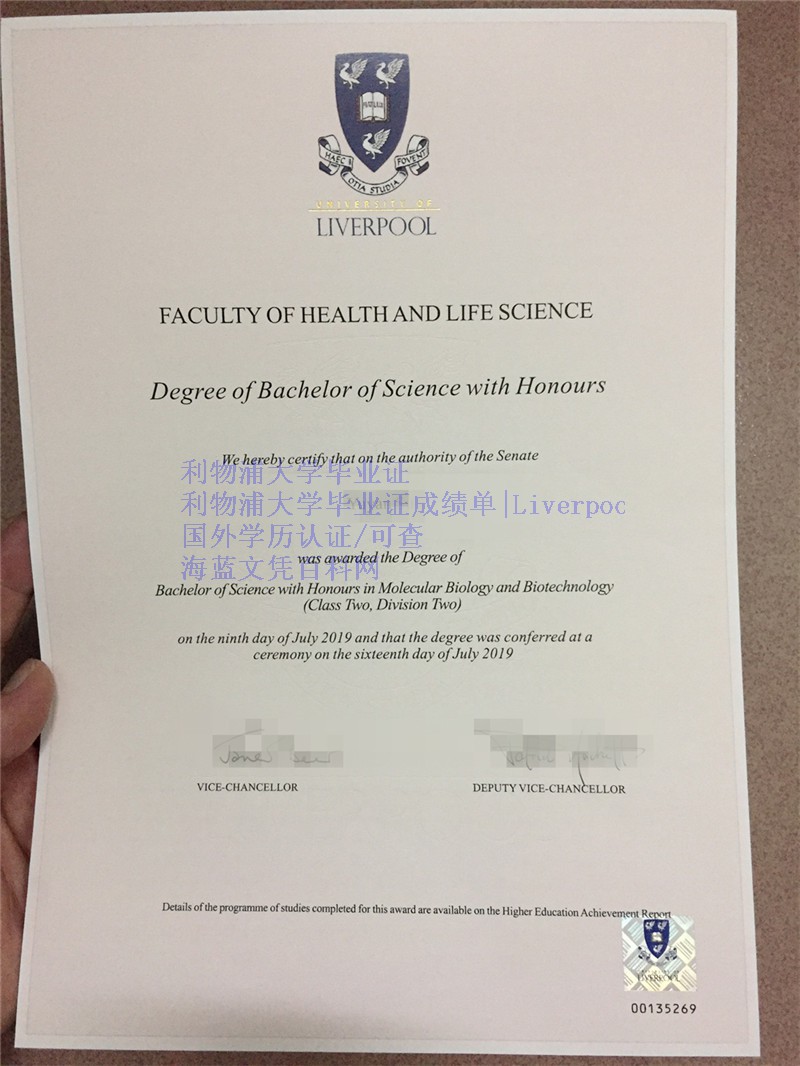 PAX LUX
HAEC OTIA STUDIA FOVENT
UNIVERSITY OF
LIVERPOOL
FACULTY OF HEALTH AND LIFE SCIENCE
Degree of Bachelor of Science with Honours
We hereby certify that on the authority of the Senate
利物浦大学毕业证
利物浦大学毕业证成绩单|Liverpoo
国外学历认证/可查
海蓝文凭百科网
was awarded the Degree of
Bachelor of Science with Honours in Molecular Biology and Biotechnology
(Class Two, Division Two)
on the ninth day of July 2019 and that the degree was conferred at a
ceremony on the sixteenth day of July 2019
VICE-CHANCELLOR
DEPUTY VICE-CHANCELLOR
Details of the programme of studies completed for this award are available on the Higher Education Achievement Report
LIVERPOOL
00135269